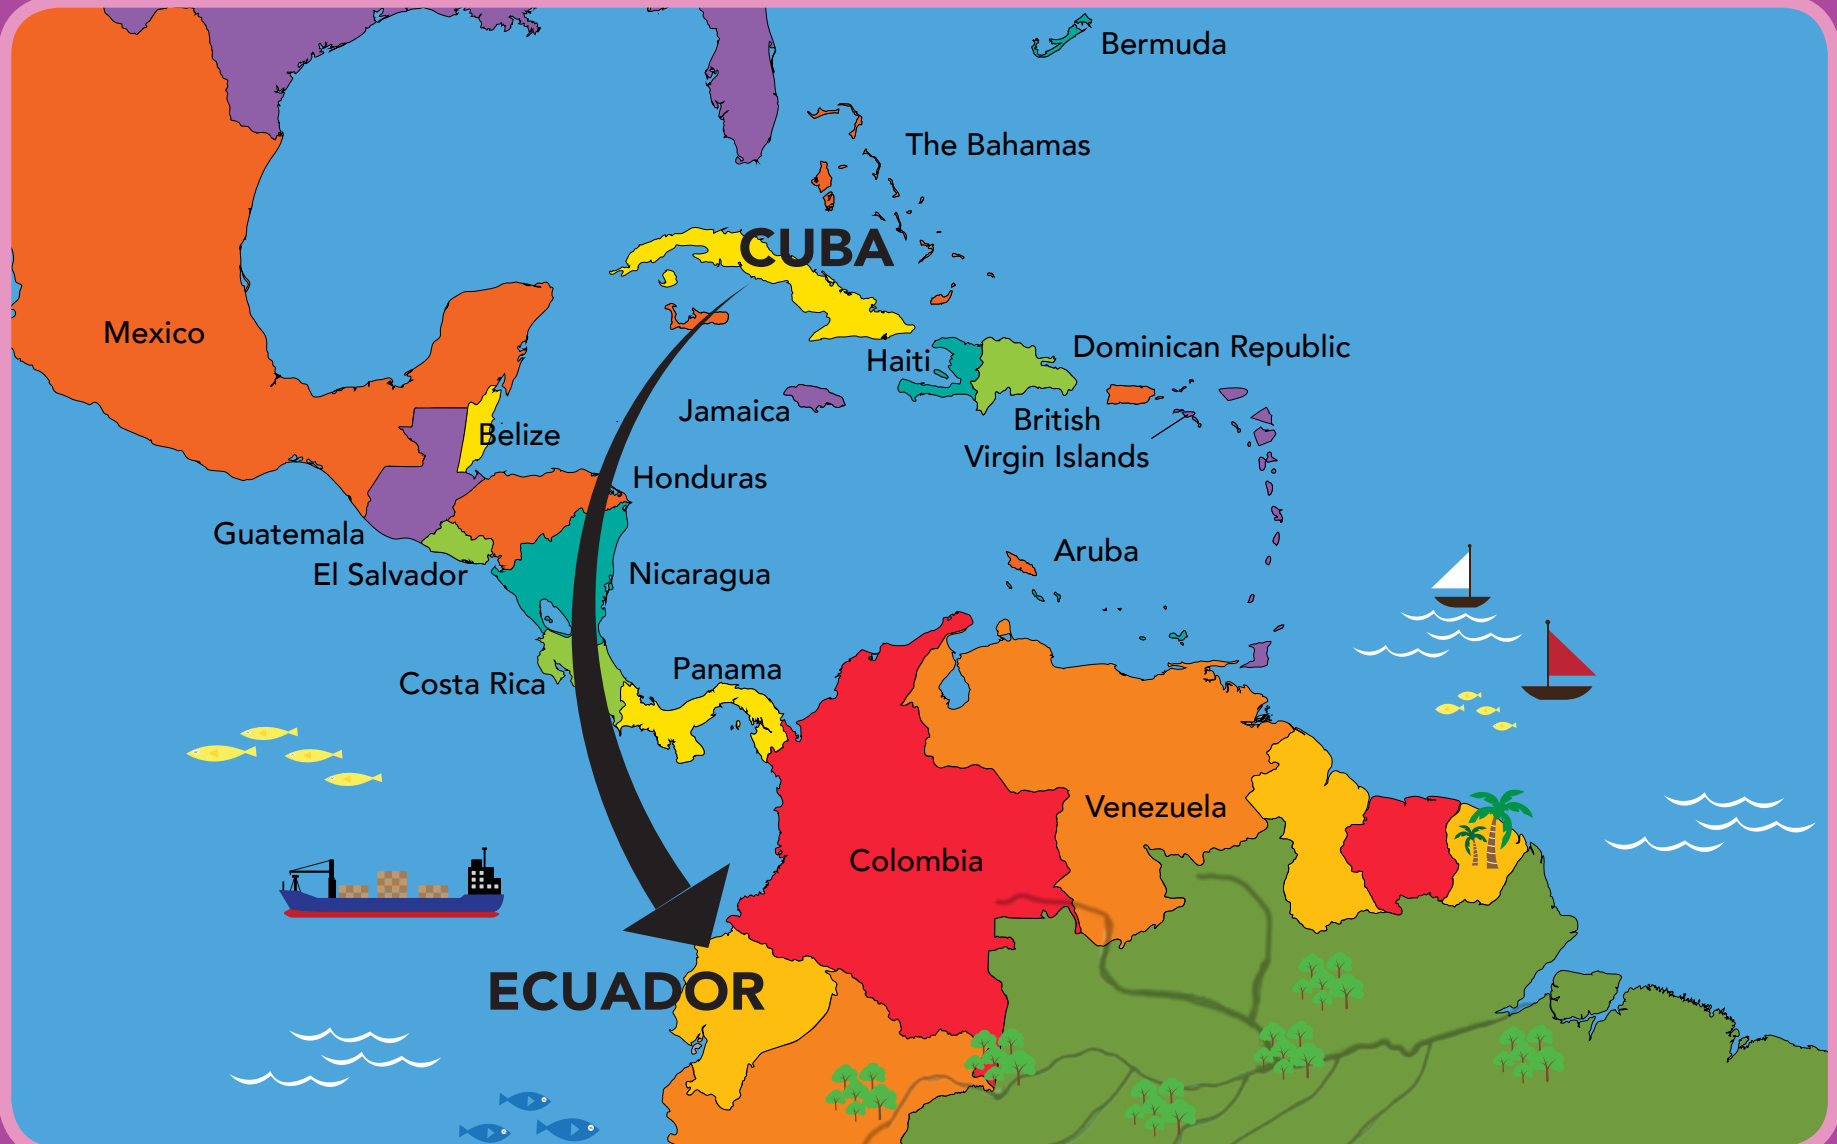 Bermuda
The Bahamas
CUBA
Mexico
Haiti
Dominican Republic
Jamaica
British
Virgin Islands
Belize
Honduras
Guatemala
El Salvador
Nicaragua
Aruba
Costa Rica
Panama
Venezuela
Colombia
ECUADOR